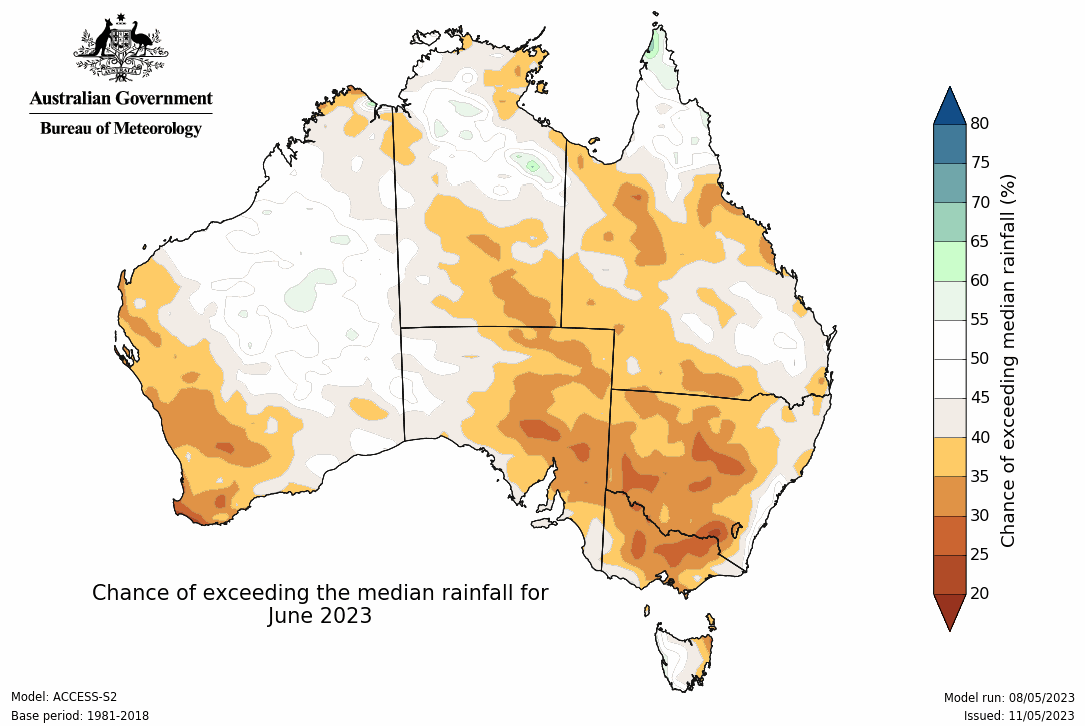 Australian Government
Bureau of Meteorology
80
75
70
65
60
55
50
45
40
35
30
25
20
Chance of exceeding median rainfall (%)
Chance of exceeding the median rainfall for
June 2023
Model: ACCESS-S2
Base period: 1981-2018
Model run: 08/05/2023
Issued: 11/05/2023